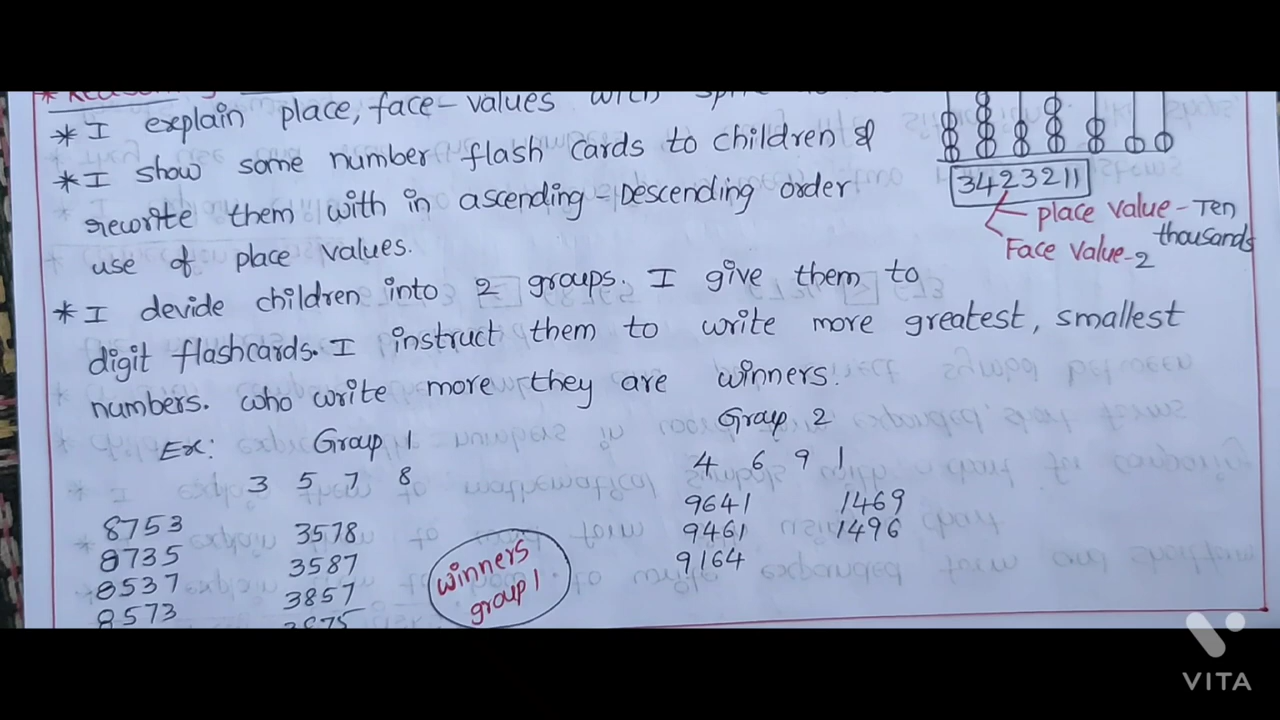 * I explain place, face- values with
* I show some number flash cards to children &
rewrite them with in ascending - Descending order
use of place values.
3423211
place value - Ten
thousands
Face value - 2
* I devide children into 2 groups. I give them to
digit flashcards. I instruct them to write more greatest, smallest
numbers. who write more they are winners.
Ex: Group 1
3 5 7 8
8753 3578
8735 3587
8537 3857
8573
winners
group 1
Group 2
4 6 9 1
9641 1469
9461 1496
9164
VITA